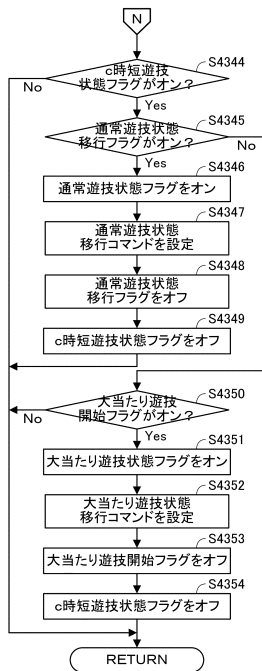 N
S4344
c時短遊技
状態フラグがオン？
No
Yes
S4345
通常遊技状態
移行フラグがオン？
No
Yes
S4346
通常遊技状態フラグをオン
S4347
通常遊技状態
移行コマンドを設定
S4348
通常遊技状態
移行フラグをオフ
S4349
c時短遊技状態フラグをオフ
S4350
大当たり遊技
開始フラグがオン？
No
Yes
S4351
大当たり遊技状態フラグをオン
S4352
大当たり遊技状態
移行コマンドを設定
S4353
大当たり遊技開始フラグをオフ
S4354
c時短遊技状態フラグをオフ
RETURN